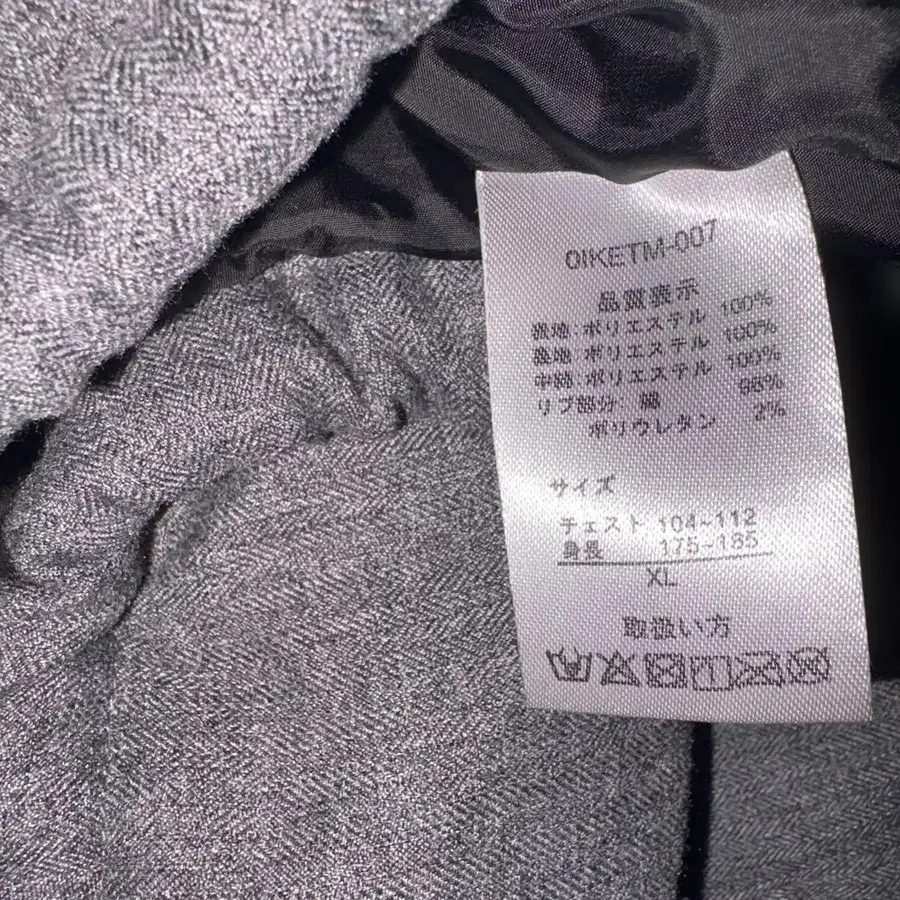 OIKETM-007
品質表示
表地:ポリエステル 100%
裏地:ポリエステル 100%
中綿:ポリエステル 100%
リブ部分:綿 98%
ポリウレタン 2%
サイズ
チェスト 104~112
身長 175~185
XL
取扱い方